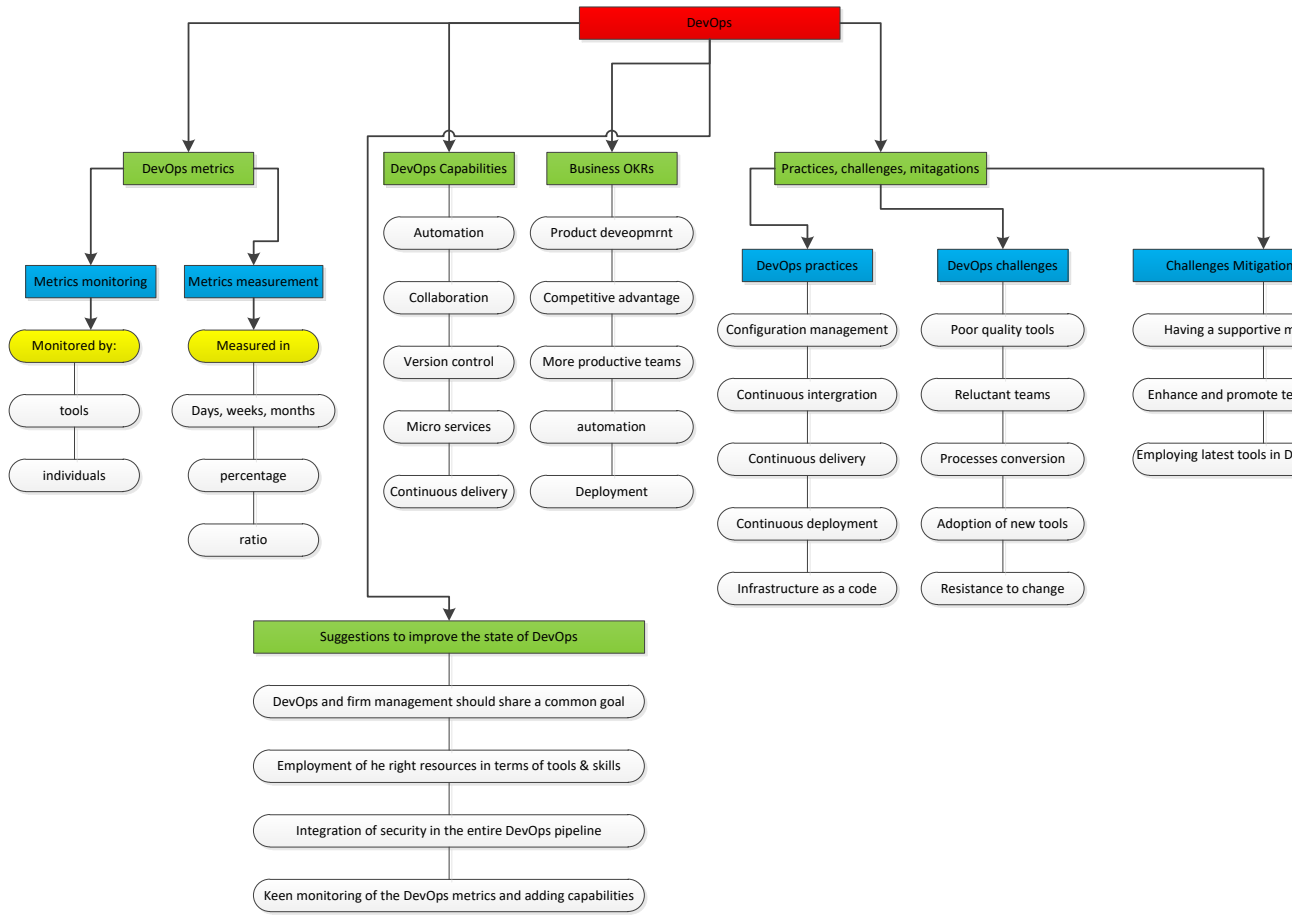 DevOps
DevOps metrics
DevOps Capabilities
Business OKRs
Practices, challenges, mitagations
Metrics monitoring
Metrics measurement
Monitored by:
Measured in
tools
individuals
Days, weeks, months
percentage
ratio
Automation
Collaboration
Version control
Micro services
Continuous delivery
Product deveopmrnt
Competitive advantage
More productive teams
automation
Deployment
DevOps practices
DevOps challenges
Challenges Mitigation
Configuration management
Continuous intergration
Continuous delivery
Continuous deployment
Infrastructure as a code
Poor quality tools
Reluctant teams
Processes conversion
Adoption of new tools
Resistance to change
Having a supportive
Enhance and promote
Employing latest tools in
Suggestions to improve the state of DevOps
DevOps and firm management should share a common goal
Employment of he right resources in terms of tools & skills
Integration of security in the entire DevOps pipeline
Keen monitoring of the DevOps metrics and adding capabilities